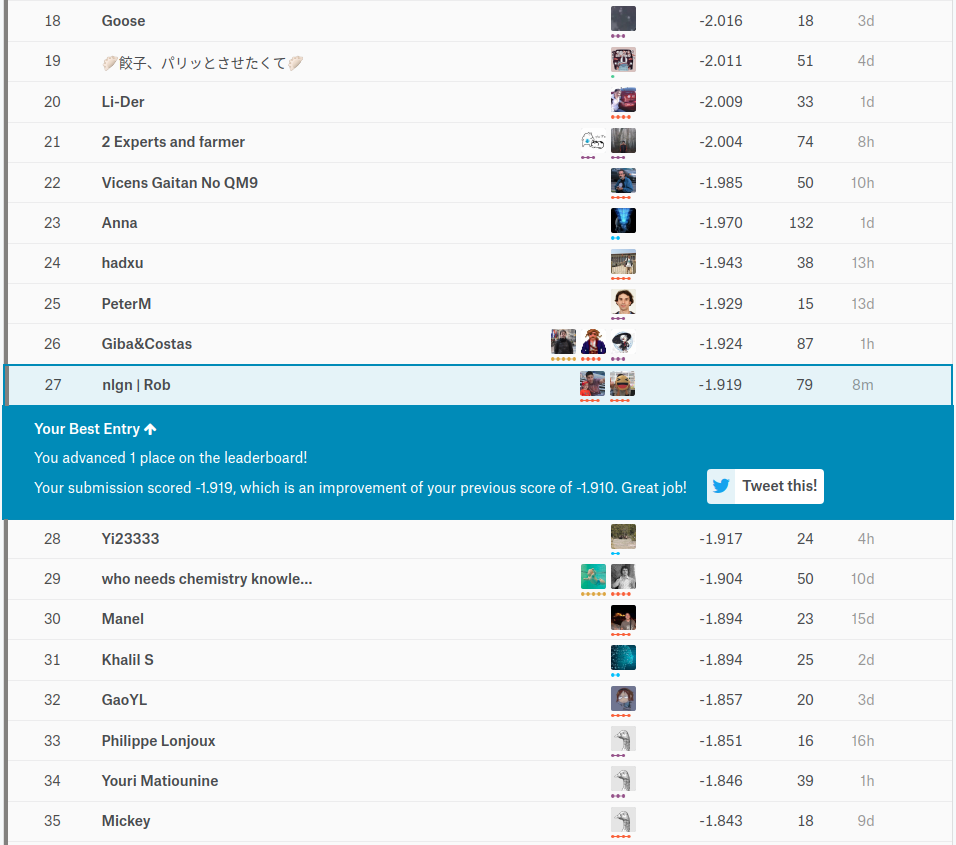 18 Goose -2.016 18 3d
19 🥟餃子、パリッとさせたくて🥟 -2.011 51 4d
20 Li-Der -2.009 33 1d
21 2 Experts and farmer -2.004 74 8h
22 Vicens Gaitan No QM9 -1.985 50 10h
23 Anna -1.970 132 1d
24 hadxu -1.943 38 13h
25 PeterM -1.929 15 13d
26 Giba&Costas -1.924 87 1h
27 nlgn | Rob -1.919 79 8m
Your Best Entry ↑
You advanced 1 place on the leaderboard!
Your submission scored -1.919, which is an improvement of your previous score of -1.910. Great job! Tweet this!
28 Yi23333 -1.917 24 4h
29 who needs chemistry knowle... -1.904 50 10d
30 Manel -1.894 23 15d
31 Khalil S -1.894 25 2d
32 GaoYL -1.857 20 3d
33 Philippe Lonjoux -1.851 16 16h
34 Youri Matiounine -1.846 39 1h
35 Mickey -1.843 18 9d